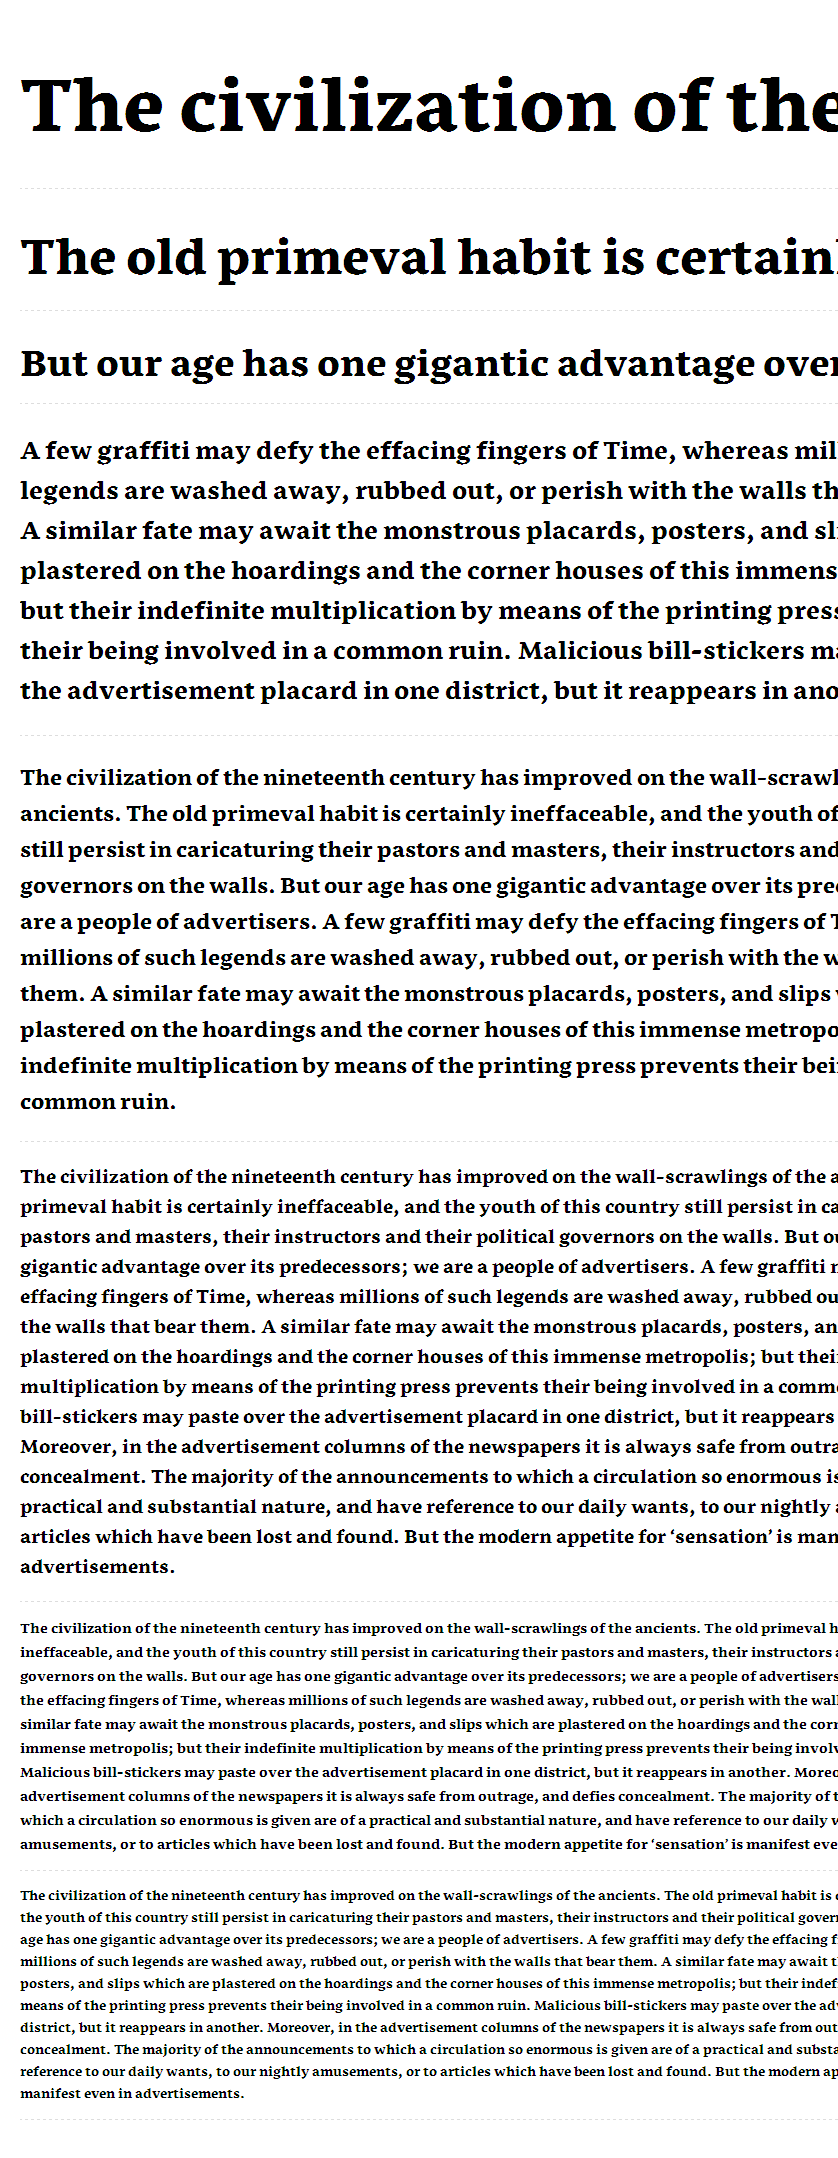 The civilization of the
The old primeval habit is certainl
But our age has one gigantic advantage over
A few graffiti may defy the effacing fingers of Time, whereas mil
legends are washed away, rubbed out, or perish with the walls th
A similar fate may await the monstrous placards, posters, and sli
plastered on the hoardings and the corner houses of this immens
but their indefinite multiplication by means of the printing press
their being involved in a common ruin. Malicious bill-stickers ma
the advertisement placard in one district, but it reappears in ano
The civilization of the nineteenth century has improved on the wall-scrawl
ancients. The old primeval habit is certainly ineffaceable, and the youth of
still persist in caricaturing their pastors and masters, their instructors and
governors on the walls. But our age has one gigantic advantage over its pred
are a people of advertisers. A few graffiti may defy the effacing fingers of T
millions of such legends are washed away, rubbed out, or perish with the w
them. A similar fate may await the monstrous placards, posters, and slips w
plastered on the hoardings and the corner houses of this immense metropo
indefinite multiplication by means of the printing press prevents their bei
common ruin.
The civilization of the nineteenth century has improved on the wall-scrawlings of the a
primeval habit is certainly ineffaceable, and the youth of this country still persist in ca
pastors and masters, their instructors and their political governors on the walls. But ou
gigantic advantage over its predecessors; we are a people of advertisers. A few graffiti m
effacing fingers of Time, whereas millions of such legends are washed away, rubbed ou
the walls that bear them. A similar fate may await the monstrous placards, posters, an
plastered on the hoardings and the corner houses of this immense metropolis; but thei
multiplication by means of the printing press prevents their being involved in a comm
bill-stickers may paste over the advertisement placard in one district, but it reappears
Moreover, in the advertisement columns of the newspapers it is always safe from outra
concealment. The majority of the announcements to which a circulation so enormous is
practical and substantial nature, and have reference to our daily wants, to our nightly a
articles which have been lost and found. But the modern appetite for ‘sensation’ is man
advertisements.
The civilization of the nineteenth century has improved on the wall-scrawlings of the ancients. The old primeval h
ineffaceable, and the youth of this country still persist in caricaturing their pastors and masters, their instructors a
governors on the walls. But our age has one gigantic advantage over its predecessors; we are a people of advertisers
the effacing fingers of Time, whereas millions of such legends are washed away, rubbed out, or perish with the wal
similar fate may await the monstrous placards, posters, and slips which are plastered on the hoardings and the corn
immense metropolis; but their indefinite multiplication by means of the printing press prevents their being involv
Malicious bill-stickers may paste over the advertisement placard in one district, but it reappears in another. Moreo
advertisement columns of the newspapers it is always safe from outrage, and defies concealment. The majority of t
which a circulation so enormous is given are of a practical and substantial nature, and have reference to our daily w
amusements, or to articles which have been lost and found. But the modern appetite for ‘sensation’ is manifest eve
The civilization of the nineteenth century has improved on the wall-scrawlings of the ancients. The old primeval habit is c
the youth of this country still persist in caricaturing their pastors and masters, their instructors and their political govern
age has one gigantic advantage over its predecessors; we are a people of advertisers. A few graffiti may defy the effacing f
millions of such legends are washed away, rubbed out, or perish with the walls that bear them. A similar fate may await t
posters, and slips which are plastered on the hoardings and the corner houses of this immense metropolis; but their indef
means of the printing press prevents their being involved in a common ruin. Malicious bill-stickers may paste over the ad
district, but it reappears in another. Moreover, in the advertisement columns of the newspapers it is always safe from out
concealment. The majority of the announcements to which a circulation so enormous is given are of a practical and substa
reference to our daily wants, to our nightly amusements, or to articles which have been lost and found. But the modern ap
manifest even in advertisements.